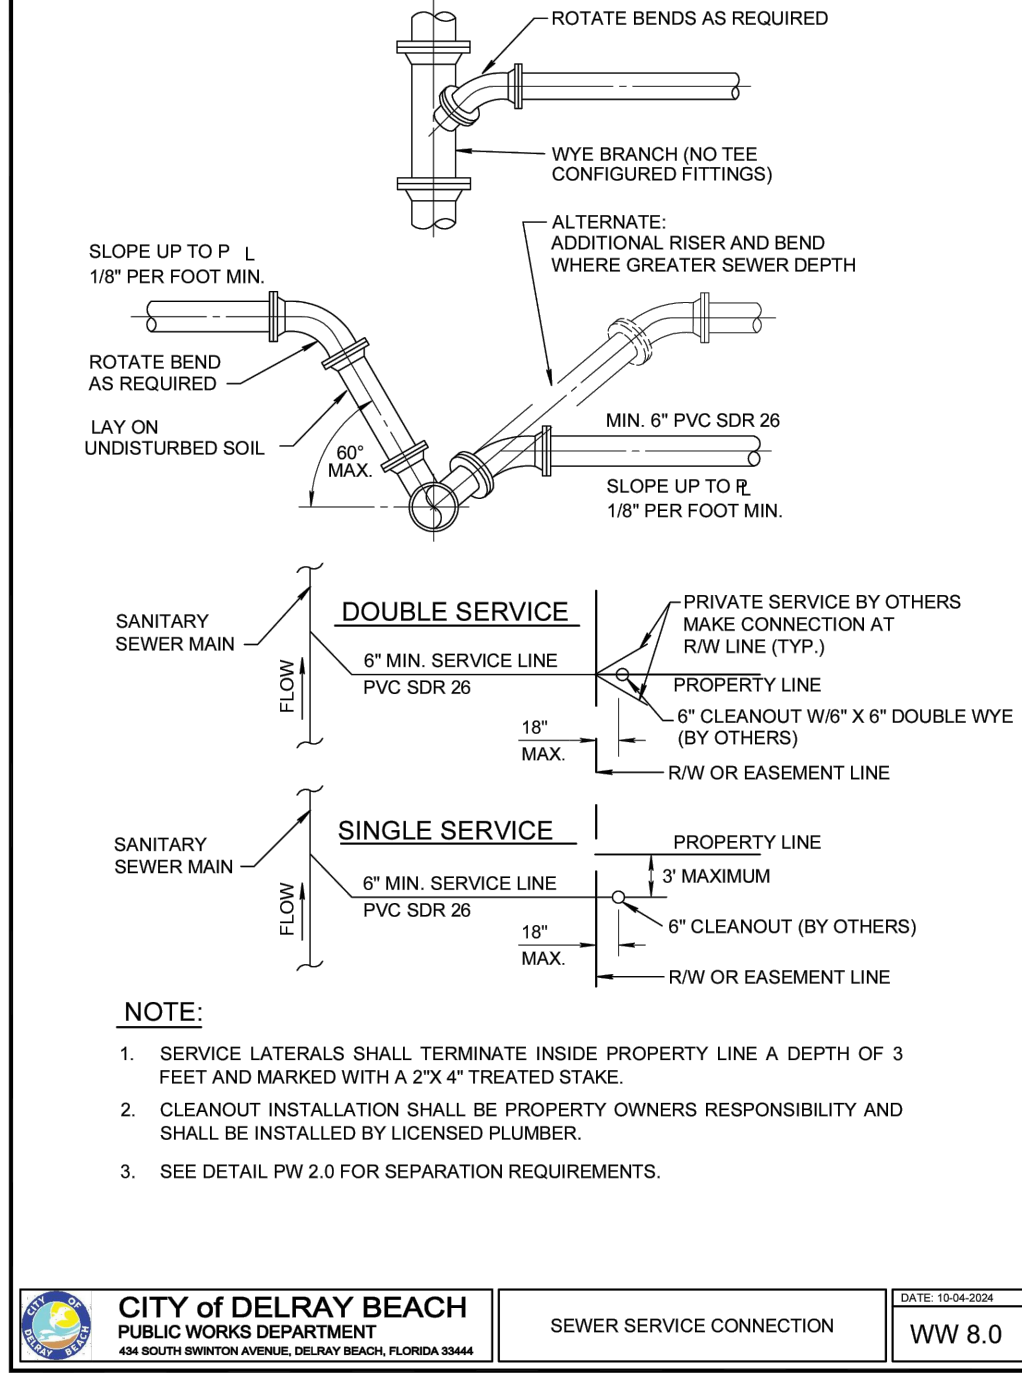 ROTATE BENDS AS REQUIRED
WYE BRANCH (NO TEE
CONFIGURED FITTINGS)
ALTERNATE:
ADDITIONAL RISER AND BEND
WHERE GREATER SEWER DEPTH
SLOPE UP TO P L
1/8" PER FOOT MIN.
ROTATE BEND
AS REQUIRED
LAY ON
UNDISTURBED SOIL
60°
MAX.
MIN. 6" PVC SDR 26
SLOPE UP TO PL
1/8" PER FOOT MIN.
SANITARY
SEWER MAIN
DOUBLE SERVICE
FLOW
6" MIN. SERVICE LINE
PVC SDR 26
PRIVATE SERVICE BY OTHERS
MAKE CONNECTION AT
R/W LINE (TYP.)
PROPERTY LINE
6" CLEANOUT W/6" X 6" DOUBLE WYE
(BY OTHERS)
18"
MAX.
R/W OR EASEMENT LINE
SANITARY
SEWER MAIN
SINGLE SERVICE
FLOW
6" MIN. SERVICE LINE
PVC SDR 26
PROPERTY LINE
3' MAXIMUM
6" CLEANOUT (BY OTHERS)
18"
MAX.
R/W OR EASEMENT LINE
NOTE:
1. SERVICE LATERALS SHALL TERMINATE INSIDE PROPERTY LINE A DEPTH OF 3
FEET AND MARKED WITH A 2"X 4" TREATED STAKE.
2. CLEANOUT INSTALLATION SHALL BE PROPERTY OWNERS RESPONSIBILITY AND
SHALL BE INSTALLED BY LICENSED PLUMBER.
3. SEE DETAIL PW 2.0 FOR SEPARATION REQUIREMENTS.
CITY OF
DELRAY BEACH
CITY of DELRAY BEACH
PUBLIC WORKS DEPARTMENT
434 SOUTH SWINTON AVENUE, DELRAY BEACH, FLORIDA 33444
SEWER SERVICE CONNECTION
DATE: 10-04-2024
WW 8.0